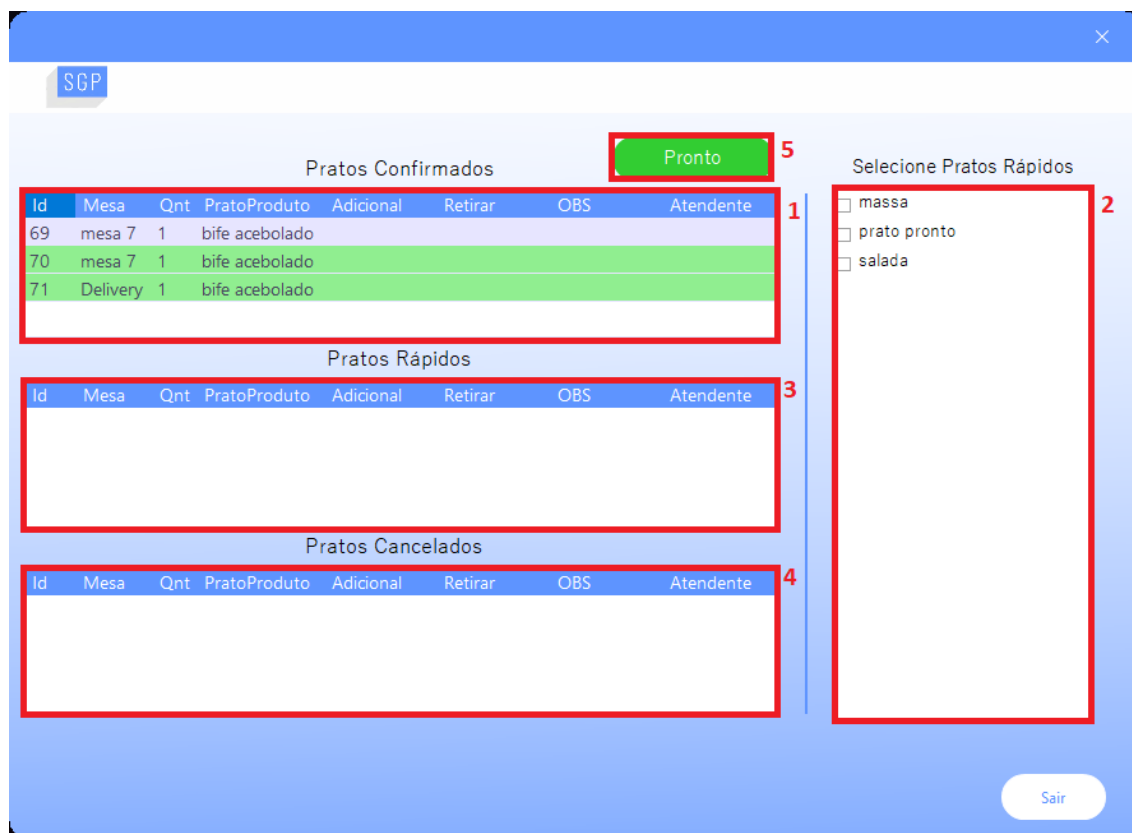 SGP
Pronto 5
Pratos Confirmados
Id Mesa Qnt PratoProduto Adicional Retirar OBS Atendente 1
69 mesa 7 1 bife acebolado
70 mesa 7 1 bife acebolado
71 Delivery 1 bife acebolado
Pratos Rápidos
Id Mesa Qnt PratoProduto Adicional Retirar OBS Atendente 3
Pratos Cancelados
Id Mesa Qnt PratoProduto Adicional Retirar OBS Atendente 4
Selecione Pratos Rápidos
massa 2
prato pronto
salada
Sair